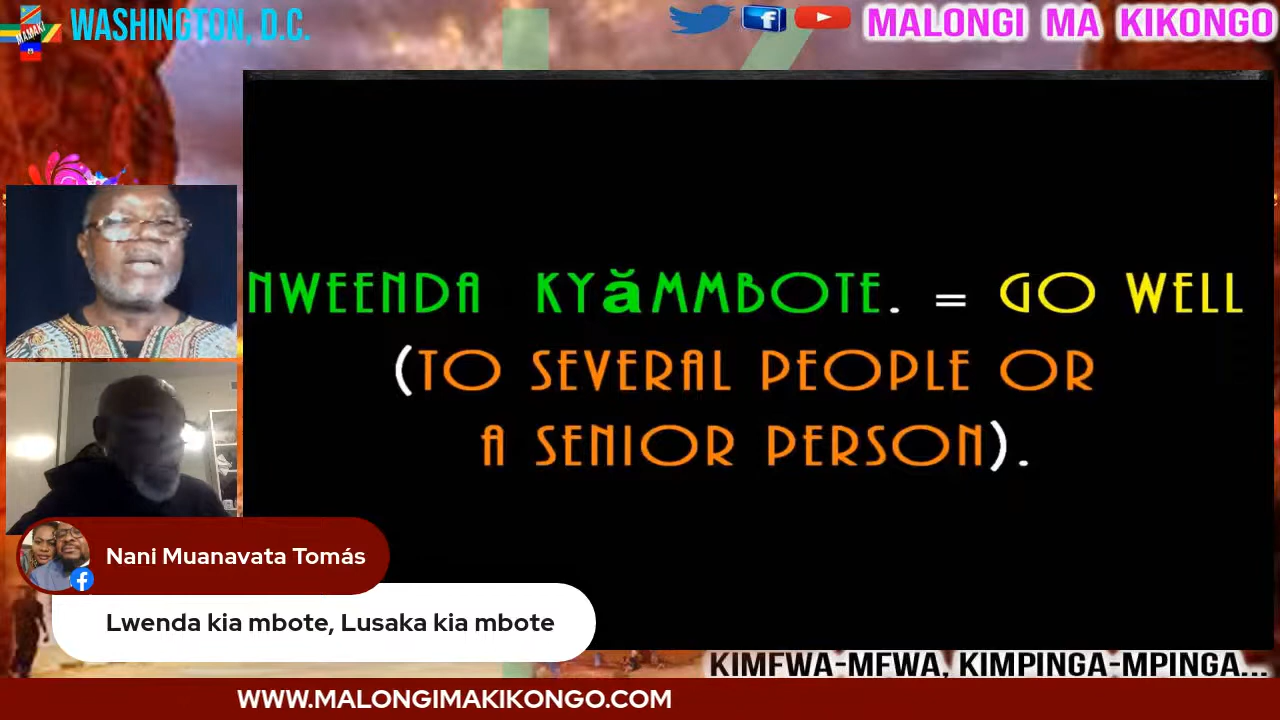 MAMAKI
WASHINGTON, D.C.
MALONGI MA KIKONGO
NWEENDA KYăMMBOTE. = GO WELL
(TO SEVERAL PEOPLE OR
A SENIOR PERSON).
Nani Muanavata Tomás
Lwenda kia mbote, Lusaka kia mbote
KIMFWA-MFWA, KIMPINGA-MPINGA...
WWW.MALONGIMAKIKONGO.COM